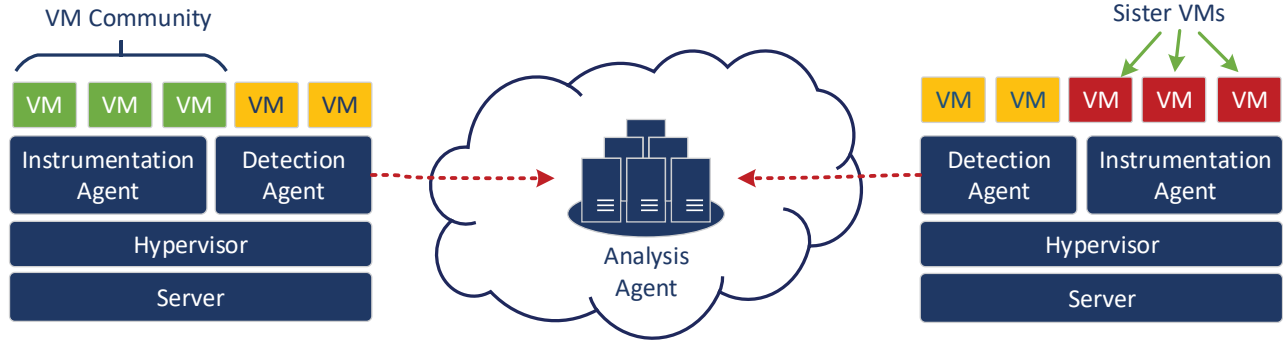 VM Community
VM VM VM VM VM
Instrumentation
Agent
Detection
Agent
Hypervisor
Server
Analysis
Agent
Sister VMs
VM VM VM VM VM
Detection
Agent
Instrumentation
Agent
Hypervisor
Server